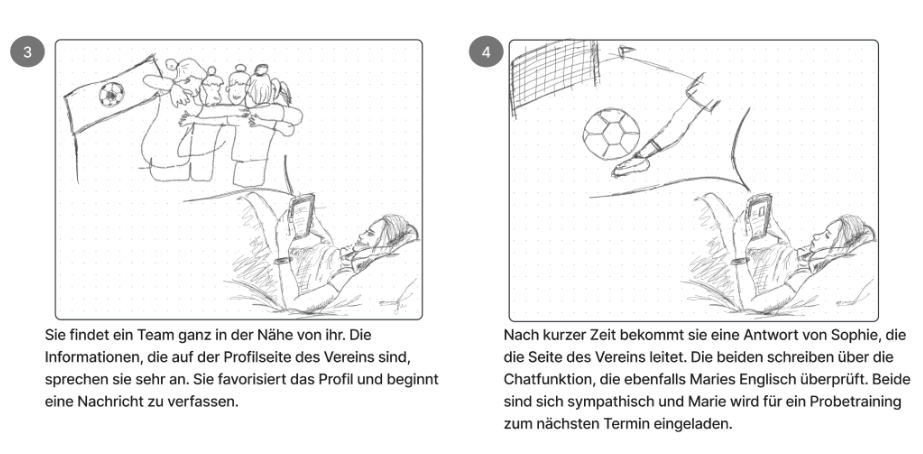 3
Sie findet ein Team ganz in der Nähe von ihr. Die
Informationen, die auf der Profilseite des Vereins sind,
sprechen sie sehr an. Sie favorisiert das Profil und beginnt
eine Nachricht zu verfassen.
4
Nach kurzer Zeit bekommt sie eine Antwort von Sophie, die
die Seite des Vereins leitet. Die beiden schreiben über die
Chatfunktion, die ebenfalls Maries Englisch überprüft. Beide
sind sich sympathisch und Marie wird für ein Probetraining
zum nächsten Termin eingeladen.